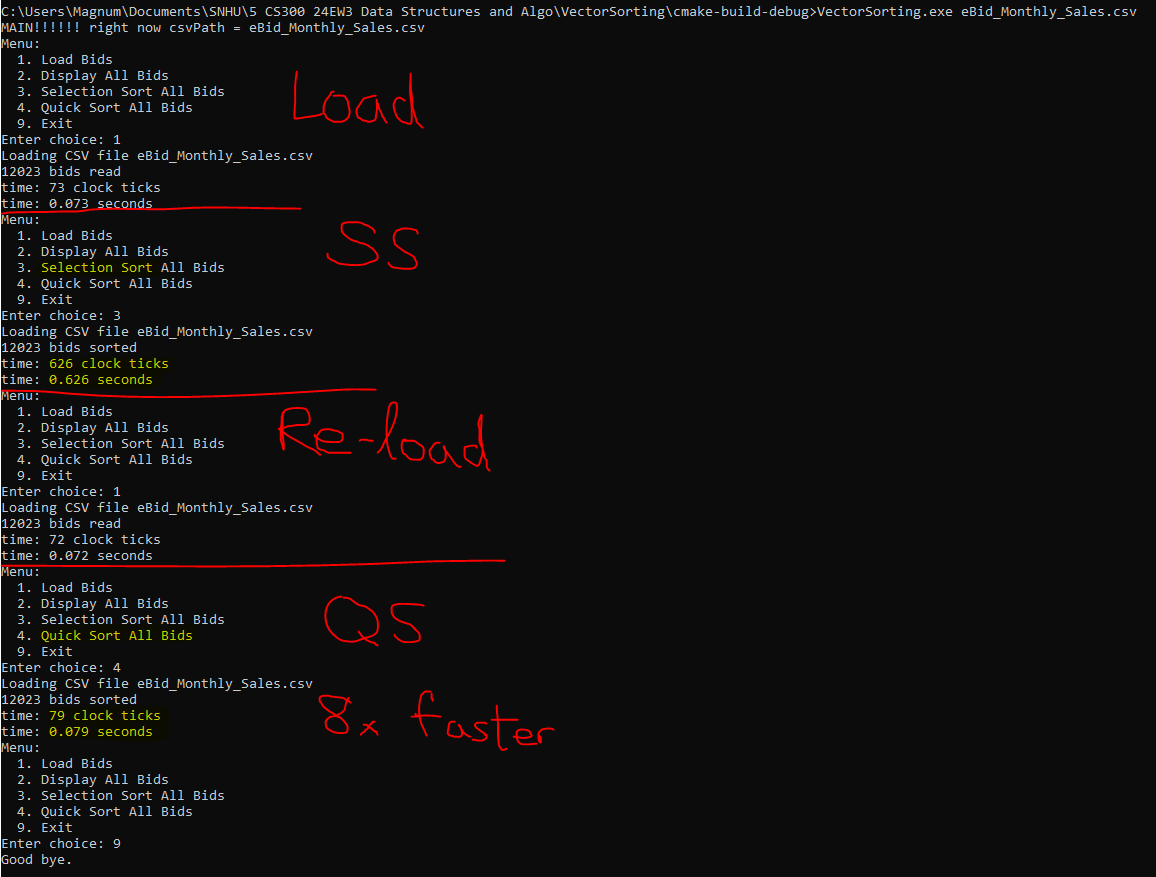 C:\Users\Magnum\Documents\SNHU\5 CS300 24EW3 Data Structures and Algo\VectorSorting\cmake-build-debug>VectorSorting.exe eBid_Monthly_Sales.csv
MAIN!!!!!! right now csvPath = eBid_Monthly_Sales.csv
Menu:
  1. Load Bids
  2. Display All Bids
  3. Selection Sort All Bids
  4. Quick Sort All Bids
Load
  9. Exit
Enter choice: 1
Loading CSV file eBid_Monthly_Sales.csv
12023 bids read
time: 73 clock ticks
time: 0.073 seconds
Menu:
  1. Load Bids
SS
  2. Display All Bids
  3. Selection Sort All Bids
  4. Quick Sort All Bids
  9. Exit
Enter choice: 3
Loading CSV file eBid_Monthly_Sales.csv
12023 bids sorted
time: 626 clock ticks
time: 0.626 seconds
Menu:
  1. Load Bids
  2. Display All Bids
Re-load
  3. Selection Sort All Bids
  4. Quick Sort All Bids
  9. Exit
Enter choice: 1
Loading CSV file eBid_Monthly_Sales.csv
12023 bids read
time: 72 clock ticks
time: 0.072 seconds
Menu:
  1. Load Bids
  2. Display All Bids
  3. Selection Sort All Bids
QS
  4. Quick Sort All Bids
  9. Exit
Enter choice: 4
Loading CSV file eBid_Monthly_Sales.csv
12023 bids sorted
time: 79 clock ticks
8x faster
time: 0.079 seconds
Menu:
  1. Load Bids
  2. Display All Bids
  3. Selection Sort All Bids
  4. Quick Sort All Bids
  9. Exit
Enter choice: 9
Good bye.